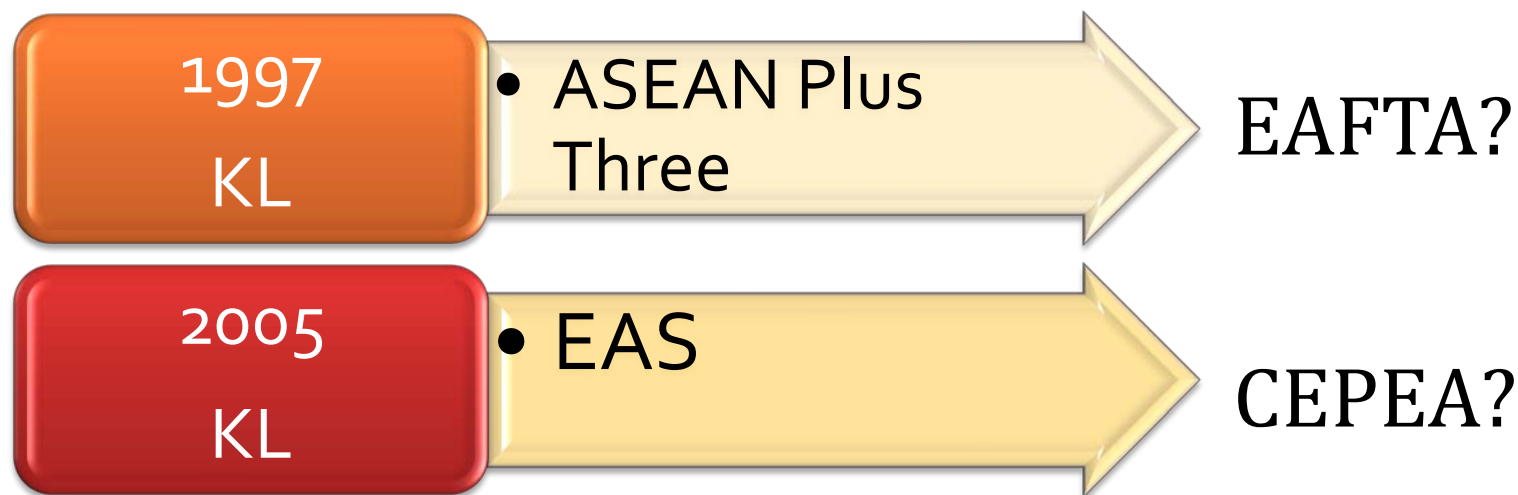 1997
KL
• ASEAN Plus
Three
EAFTA?
2005
KL
• EAS
CEPEA?